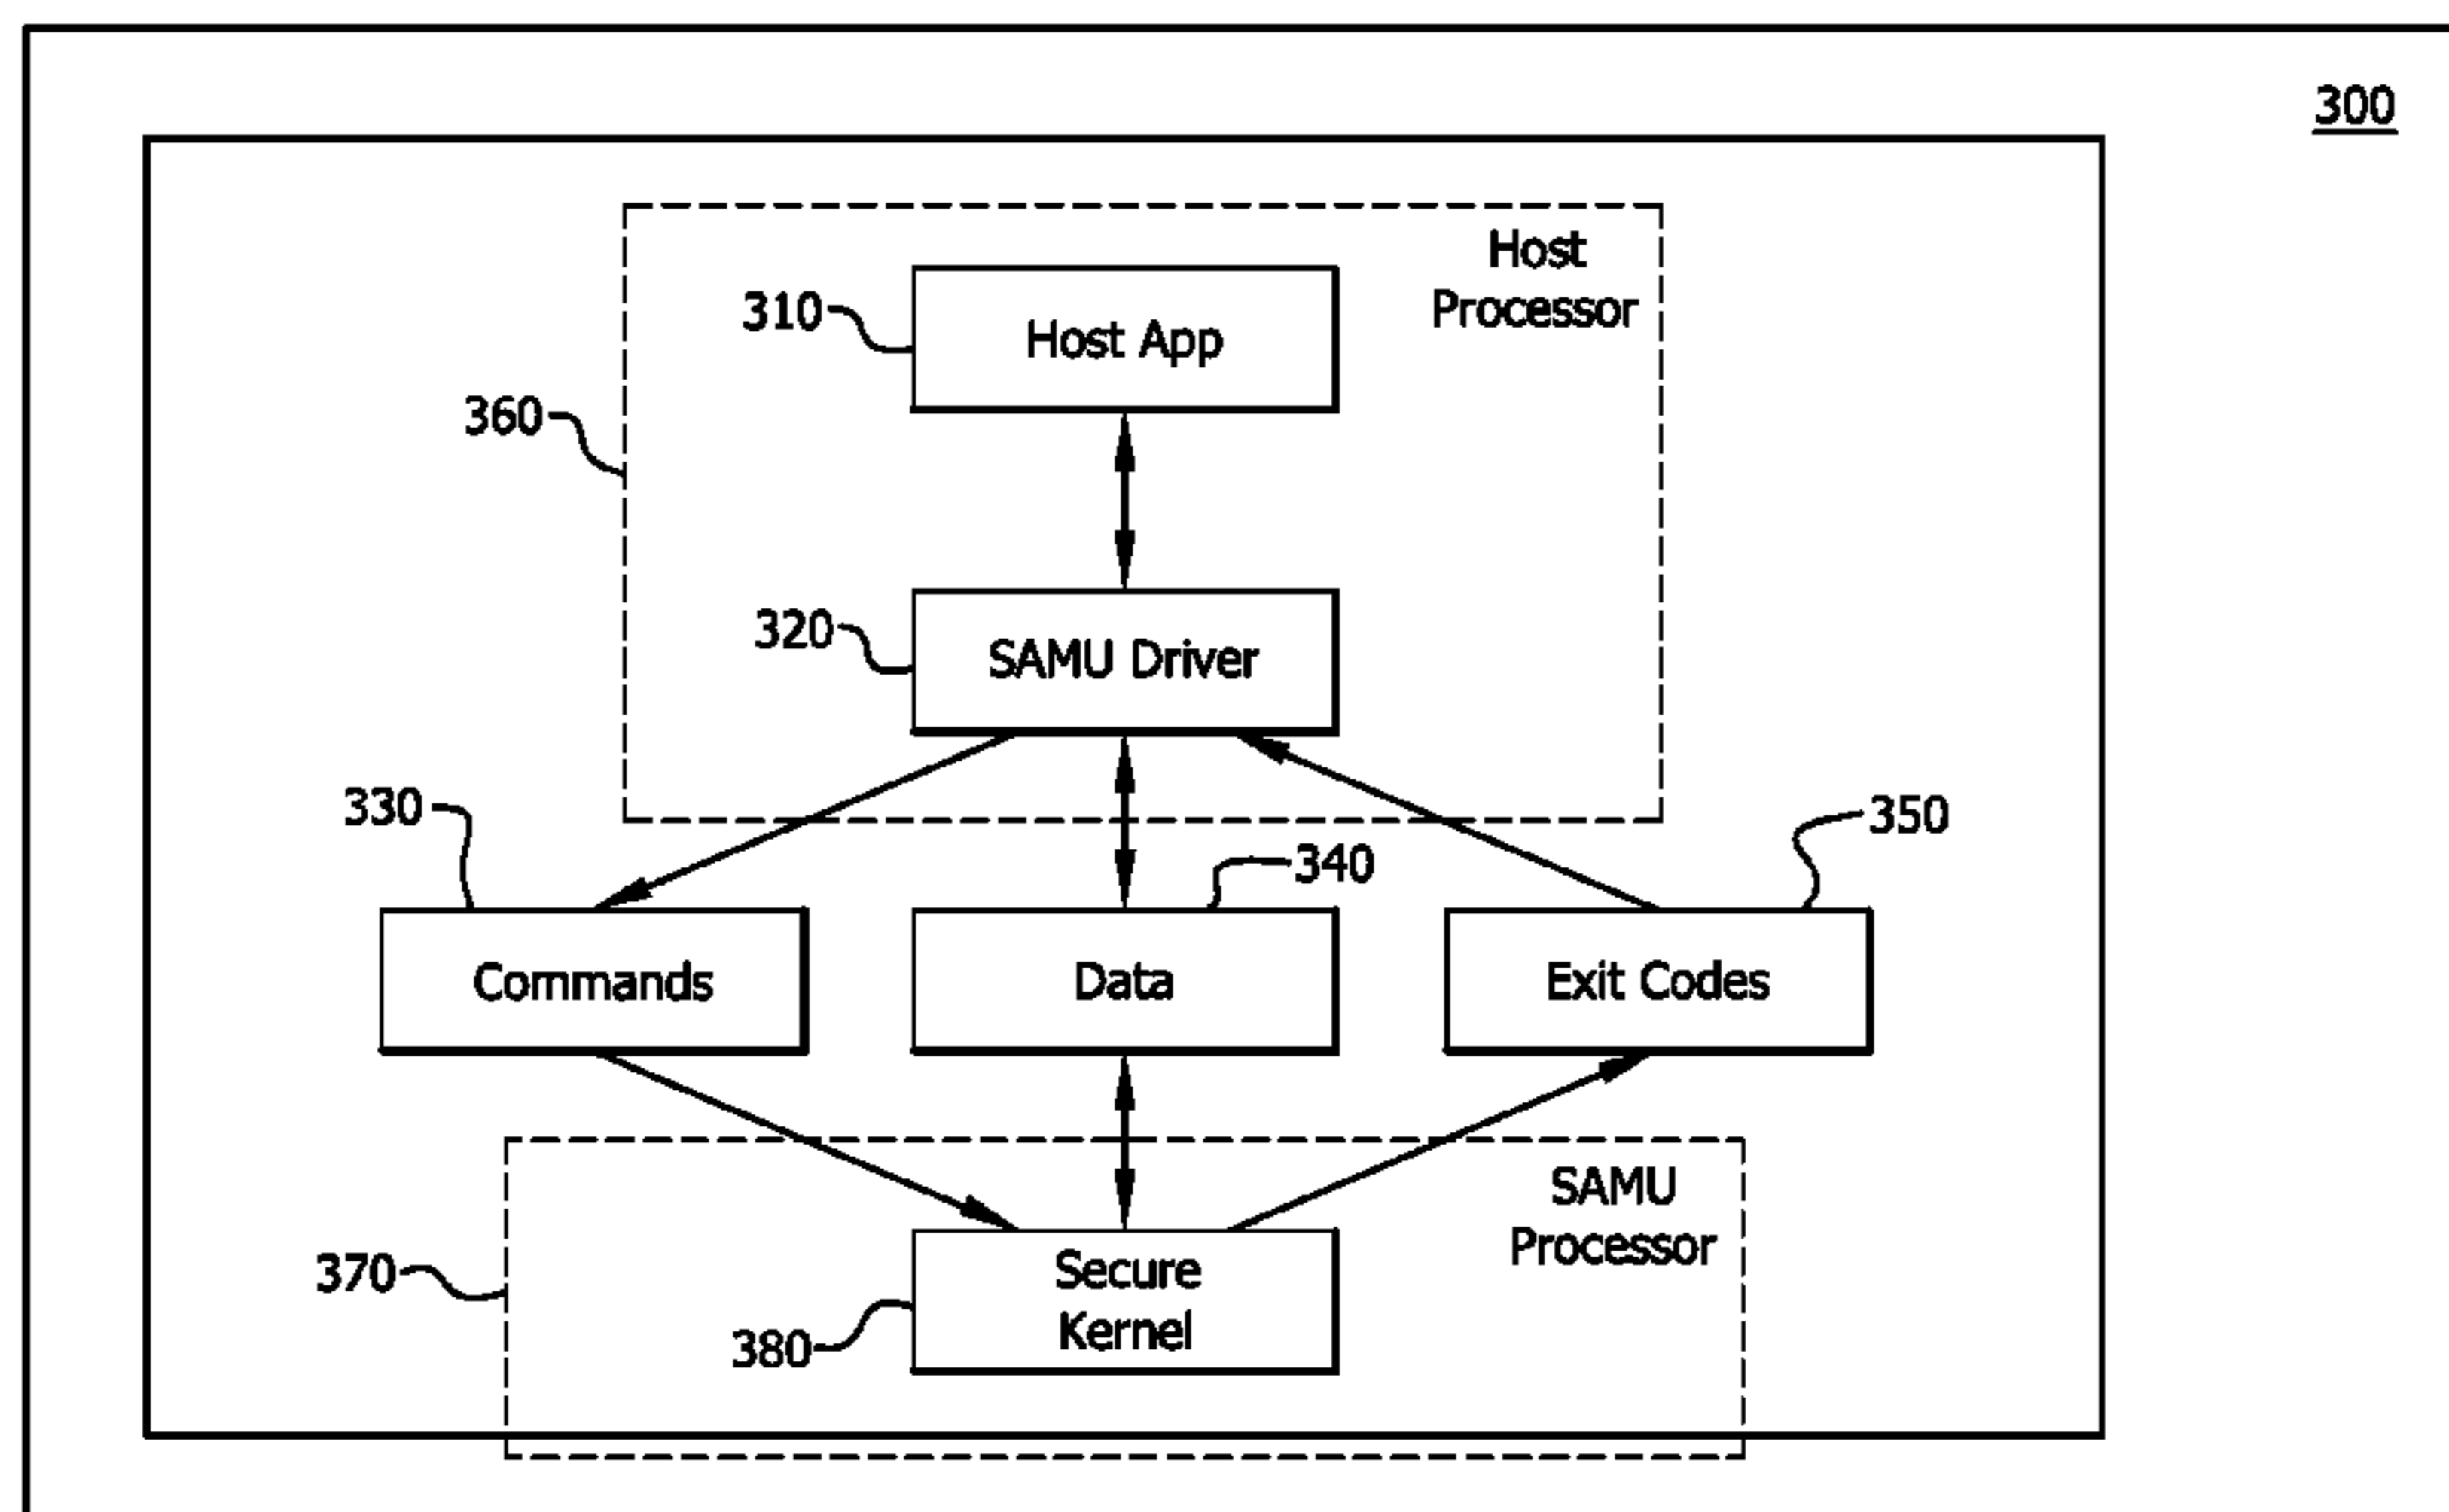 300
Host
Processor
310
Host App
360
320
SAMU Driver
330
350
340
Commands
Data
Exit Codes
SAMU
Processor
370
Secure
Kernel
380